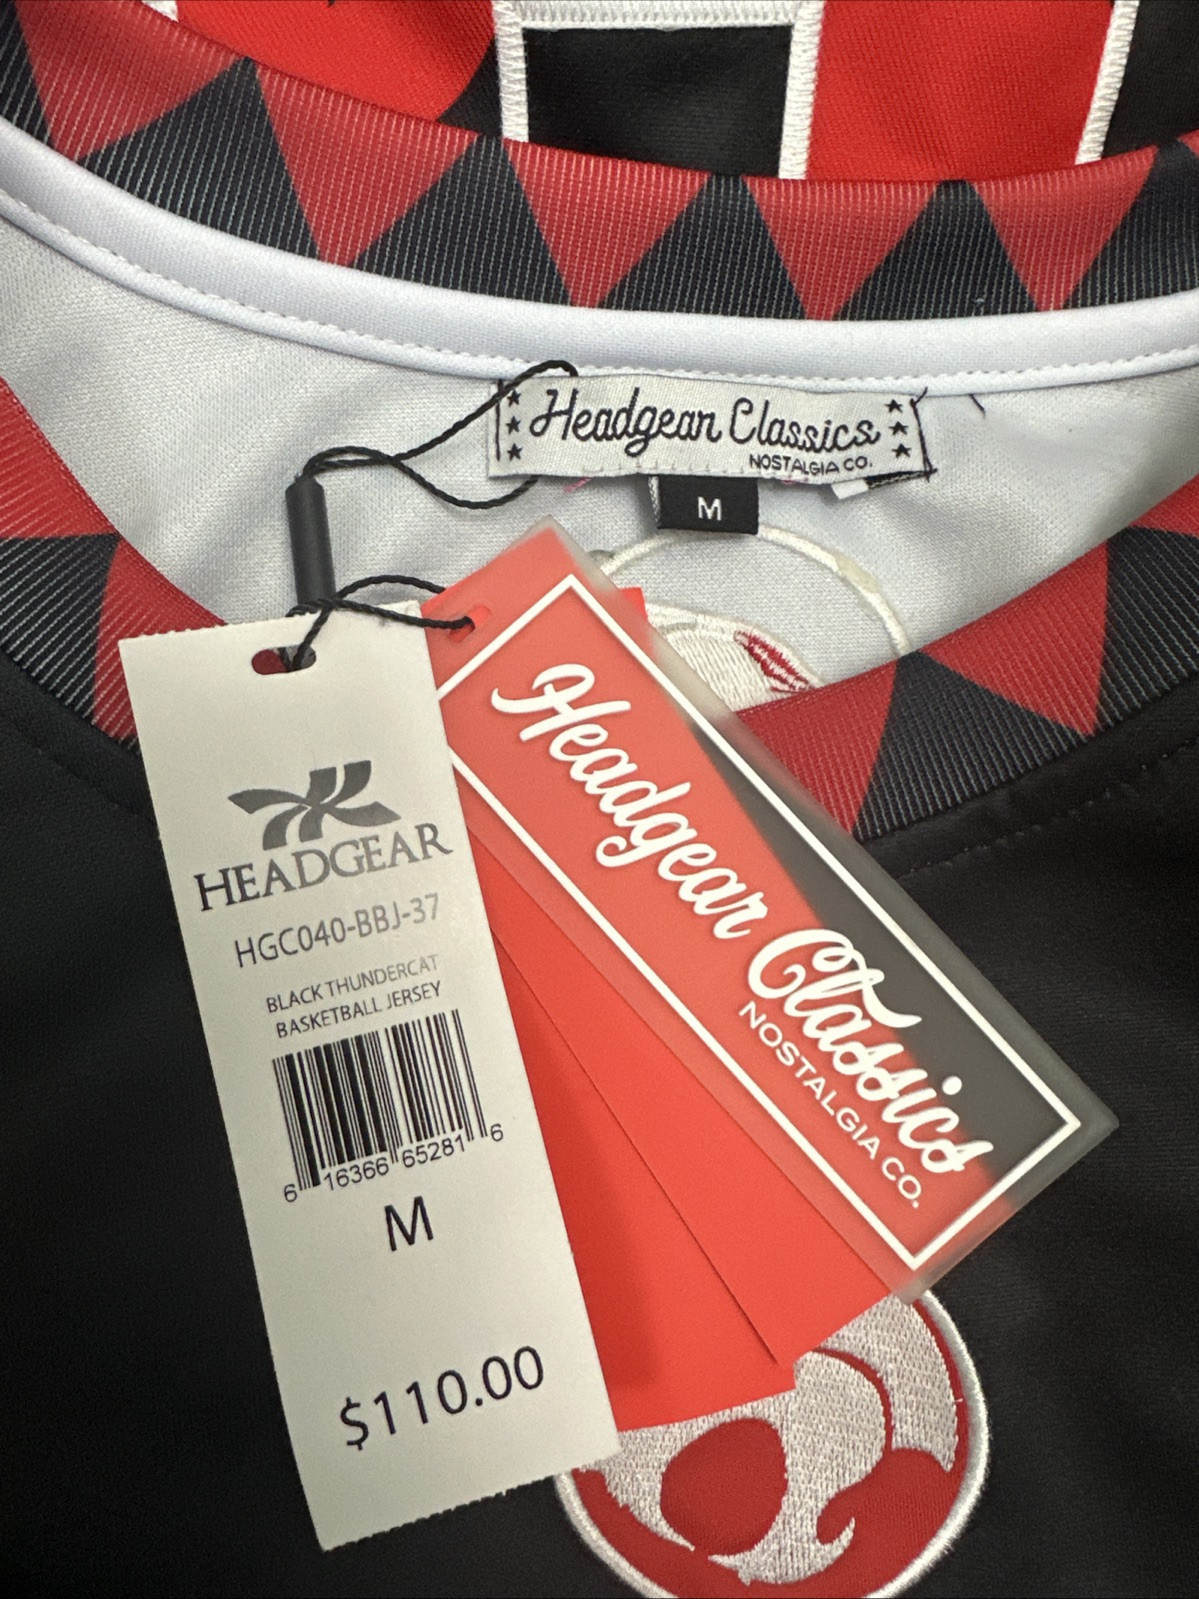 Headgear Classics
NOSTALGIA CO.
M
HEADGEAR
HGC040-BBJ-37
BLACK THUNDERCAT
BASKETBALL JERSEY
6 16366 65281 6
M
$110.00
Headgear Classics
NOSTALGIA CO.